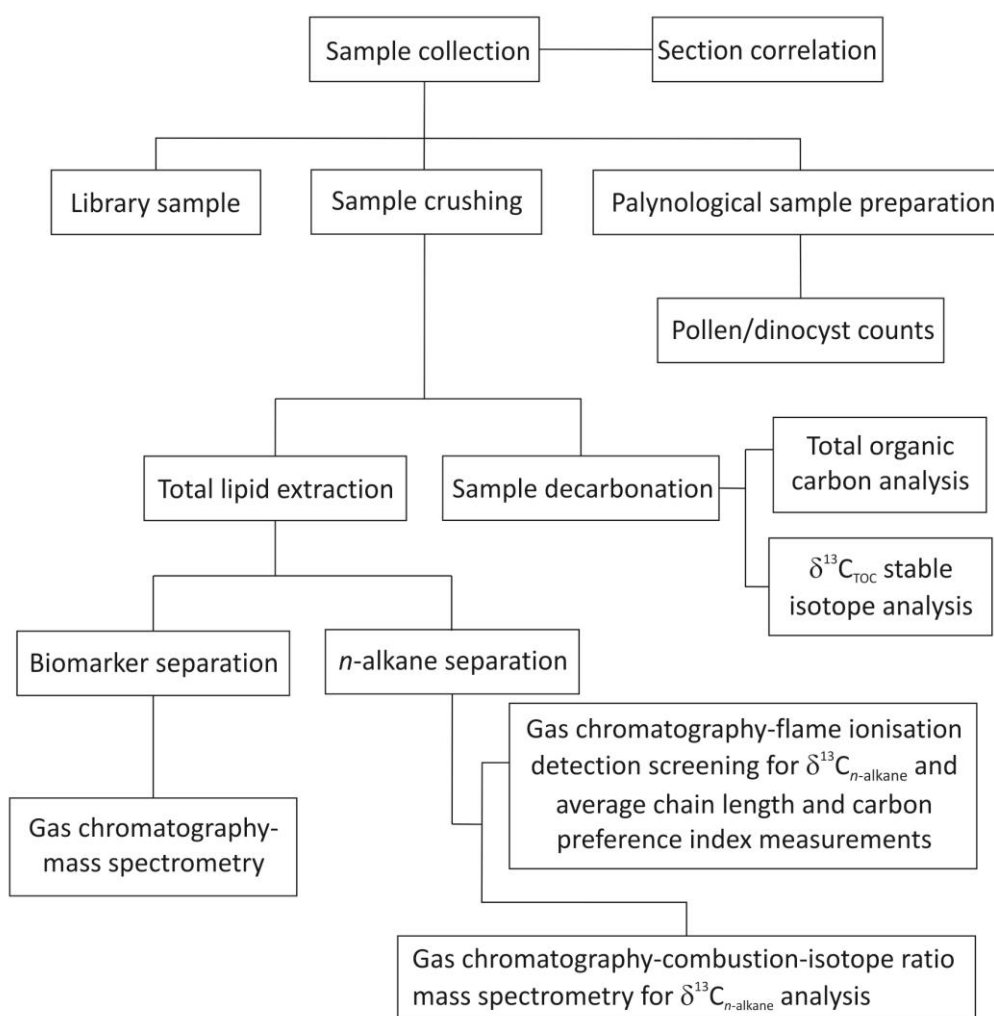 Sample collection
Section correlation
Library sample
Sample crushing
Palynological sample preparation
Pollen/dinocyst counts
Total lipid extraction
Sample decarbonation
Total organic
carbon analysis
δ¹³C_TOC stable
isotope analysis
Biomarker separation
n-alkane separation
Gas chromatography-flame ionisation
detection screening for δ¹³C_n-alkane and
average chain length and carbon
preference index measurements
Gas chromatography-
mass spectrometry
Gas chromatography-combustion-isotope ratio
mass spectrometry for δ¹³C_n-alkane analysis